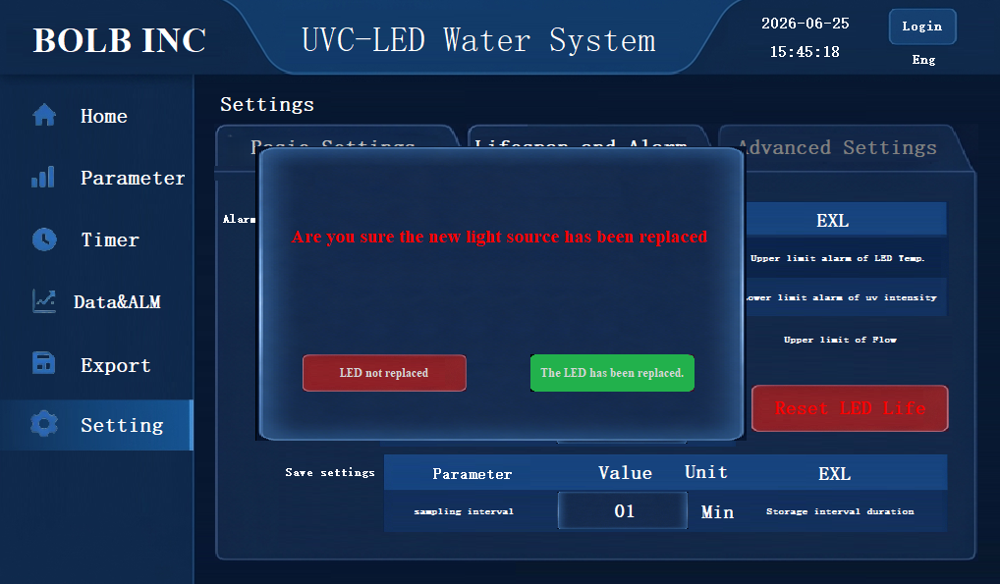 BOLB INC
UVC-LED Water System
2026-06-25
15:45:18
Login
Eng
Home
Parameter
Timer
Data&ALM
Export
Setting
Settings
Basic Settings
Lifespan and Alarm
Advanced Settings
Alarm
EXL
Upper limit alarm of LED Temp.
Lower limit alarm of uv intensity
Upper limit of Flow
Are you sure the new light source has been replaced
LED not replaced
The LED has been replaced.
Reset LED Life
Save settings
Parameter Value Unit EXL
sampling interval 01 Min Storage interval duration